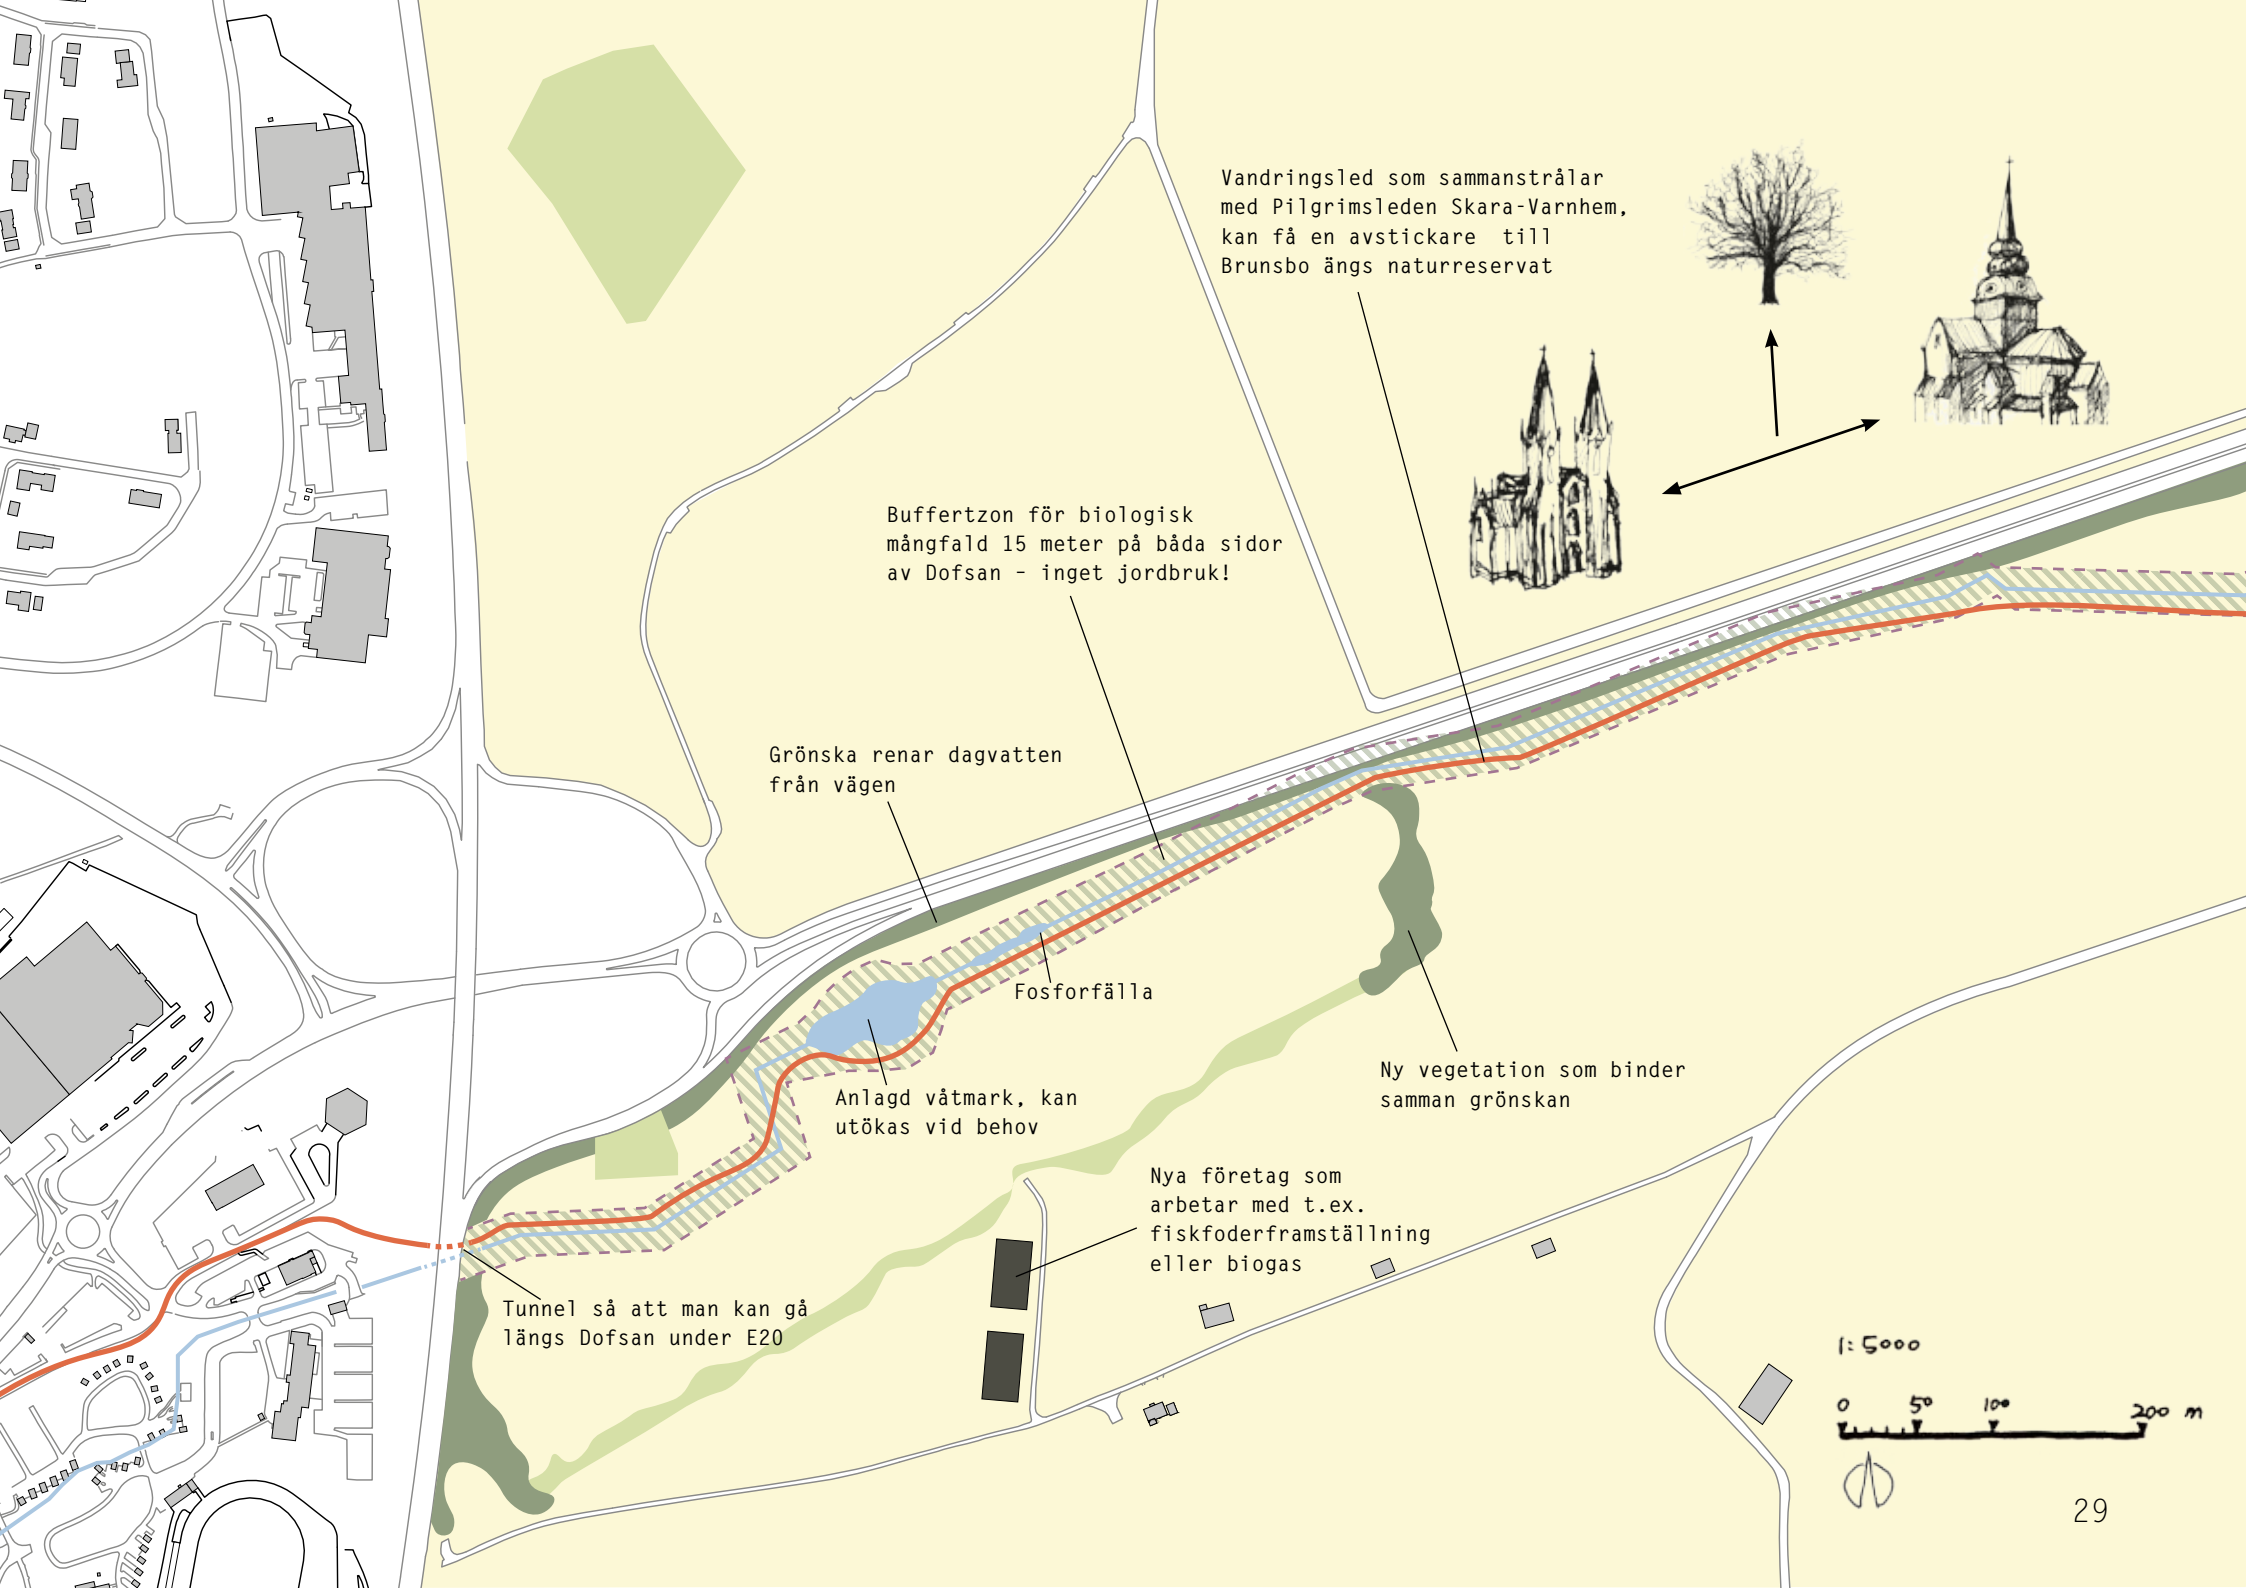 Vandringsled som sammanstrålar
med Pilgrimsleden Skara-Varnhem,
kan få en avstickare till
Brunsbo ängs naturreservat
Buffertzon för biologisk
mångfald 15 meter på båda sidor
av Dofsan - inget jordbruk!
Grönska renar dagvatten
från vägen
Fosforfälla
Anlagd våtmark, kan
utökas vid behov
Ny vegetation som binder
samman grönskan
Nya företag som
arbetar med t.ex.
fiskfoderframställning
eller biogas
Tunnel så att man kan gå
längs Dofsan under E20
1:5000
0 50 100 200 m
29